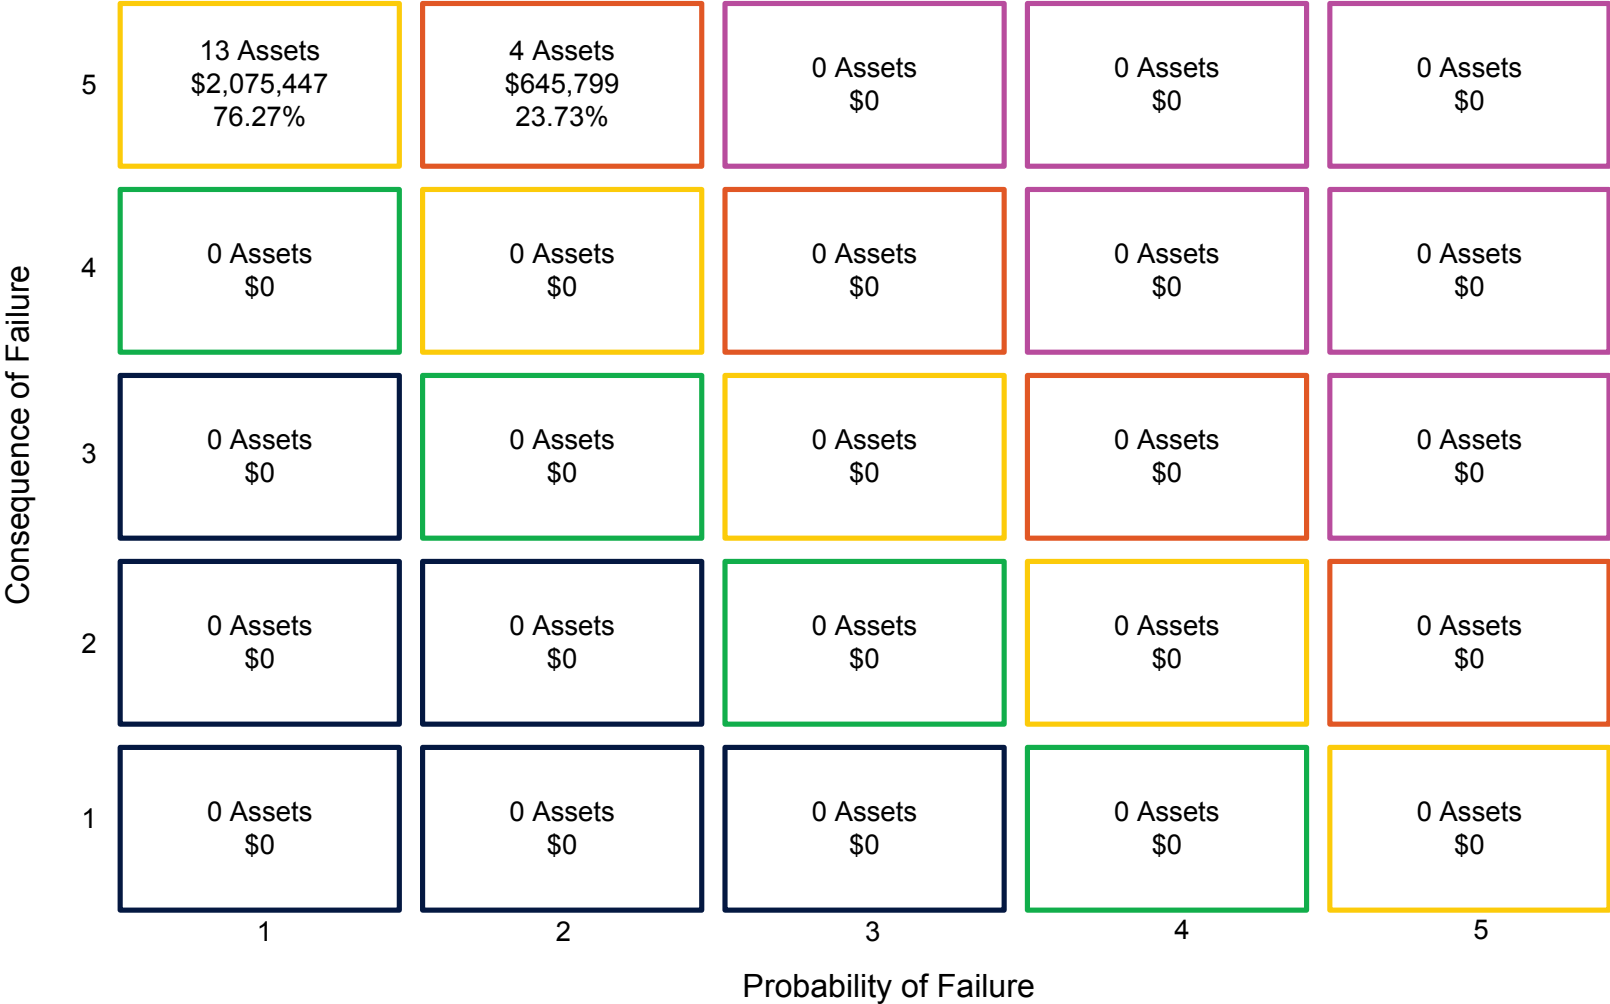 Consequence of Failure
5
13 Assets
$2,075,447
76.27%
4 Assets
$645,799
23.73%
0 Assets
$0
0 Assets
$0
0 Assets
$0
4
0 Assets
$0
0 Assets
$0
0 Assets
$0
0 Assets
$0
0 Assets
$0
3
0 Assets
$0
0 Assets
$0
0 Assets
$0
0 Assets
$0
0 Assets
$0
2
0 Assets
$0
0 Assets
$0
0 Assets
$0
0 Assets
$0
0 Assets
$0
1
0 Assets
$0
0 Assets
$0
0 Assets
$0
0 Assets
$0
0 Assets
$0
1
2
3
4
5
Probability of Failure